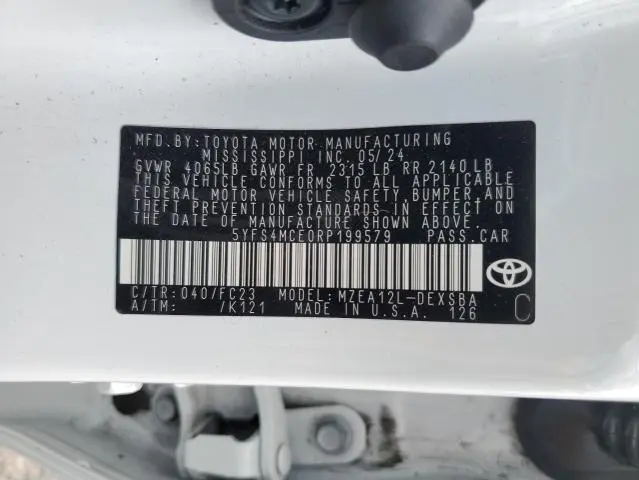 MFD.BY:TOYOTA MOTOR MANUFACTURING
MISSISSIPPI INC. 05/24
GVWR 4065LB GAWR FR 2315 LB RR 2140 LB
THIS VEHICLE CONFORMS TO ALL APPLICABLE
FEDERAL MOTOR VEHICLE SAFETY, BUMPER, AND
THEFT PREVENTION STANDARDS IN EFFECT ON
THE DATE OF MANUFACTURE SHOWN ABOVE.
5YFS4MCE0RP199579 PASS.CAR
C/TR:040/FC23 MODEL:MZEA12L-DEXSBA
A/TM: /K121 MADE IN U.S.A. 126
C